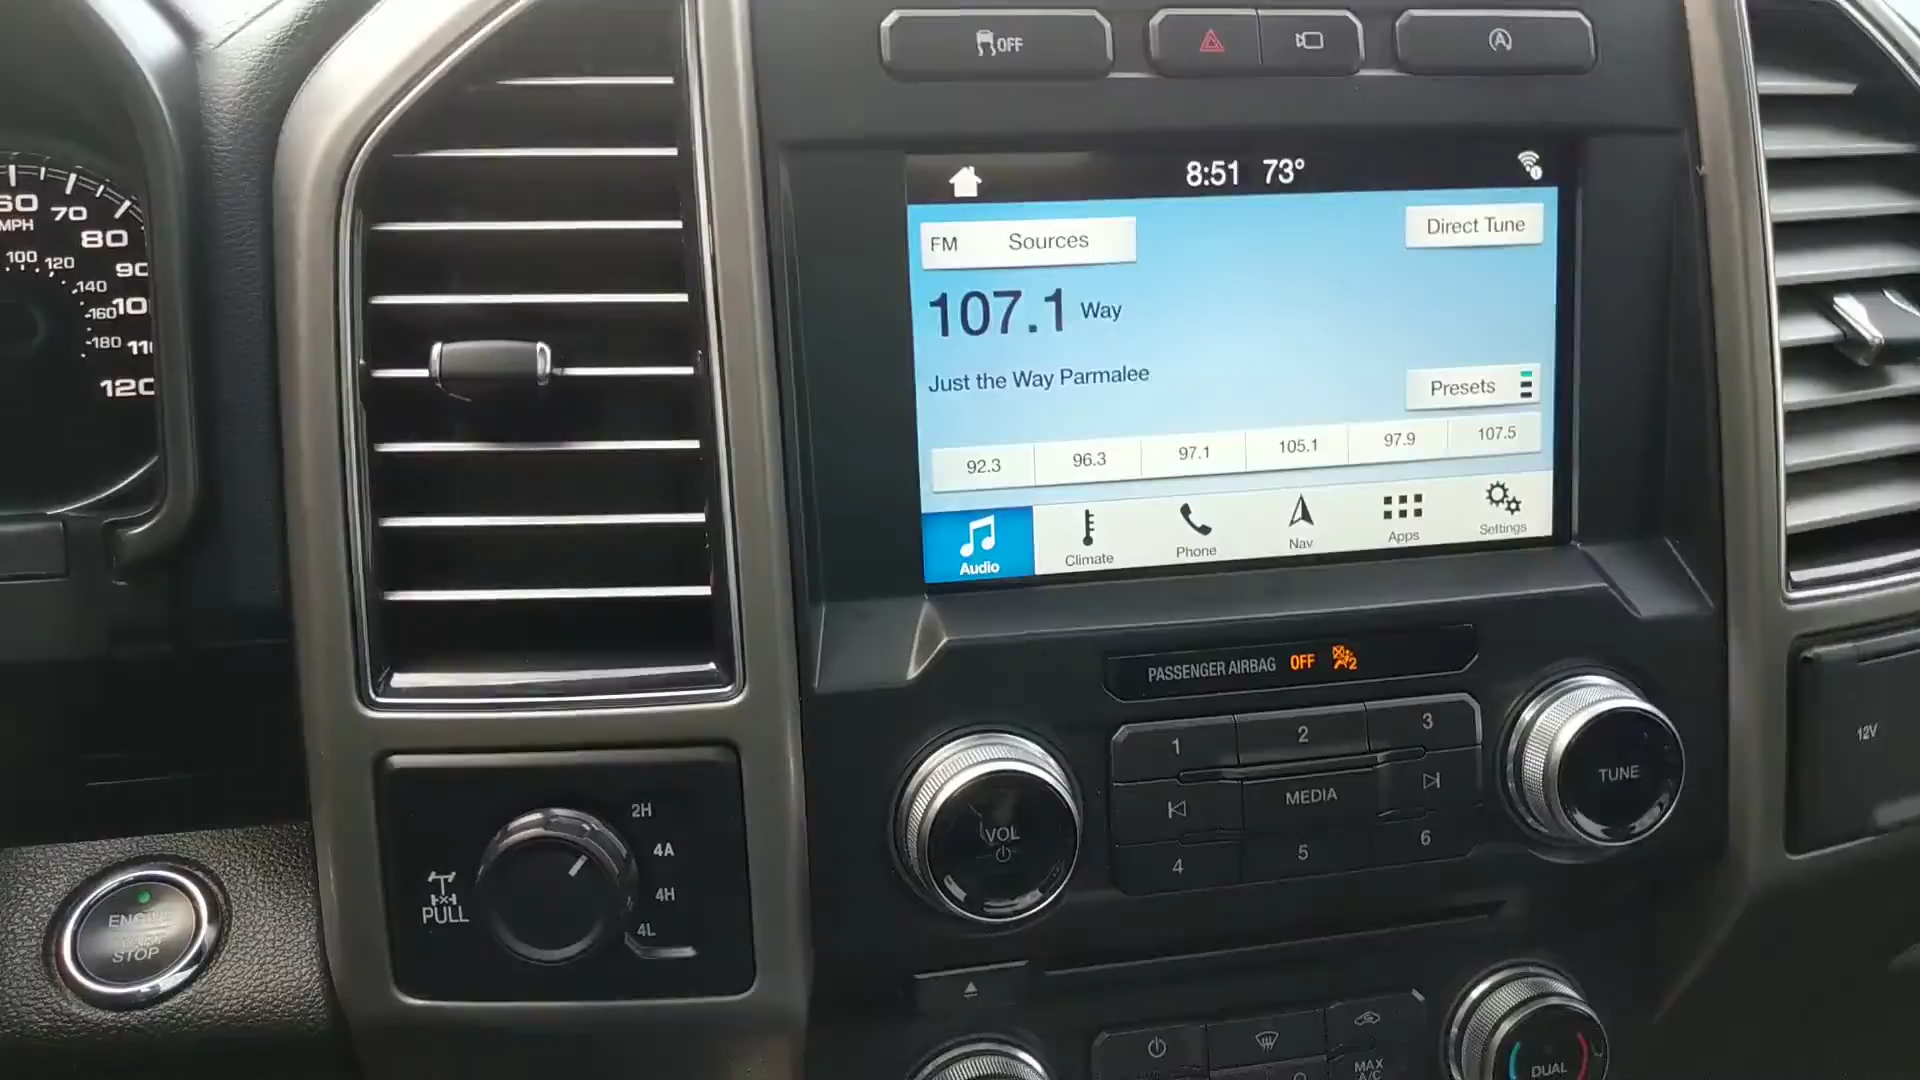 OFF
8:51 73°
FM Sources
Direct Tune
107.1 Way
Just the Way Parmalee
Presets
92.3 96.3 97.1 105.1 97.9 107.5
Audio Climate Phone Nav Apps Settings
60 70 80 90 120
MPH
100 120 140 160 180
PASSENGER AIRBAG OFF 2
1 2 3
MEDIA
4 5 6
VOL
TUNE
12V
2H
4A
4H
4L
PULL
ENGINE
STOP
MAX
A/C
DUAL